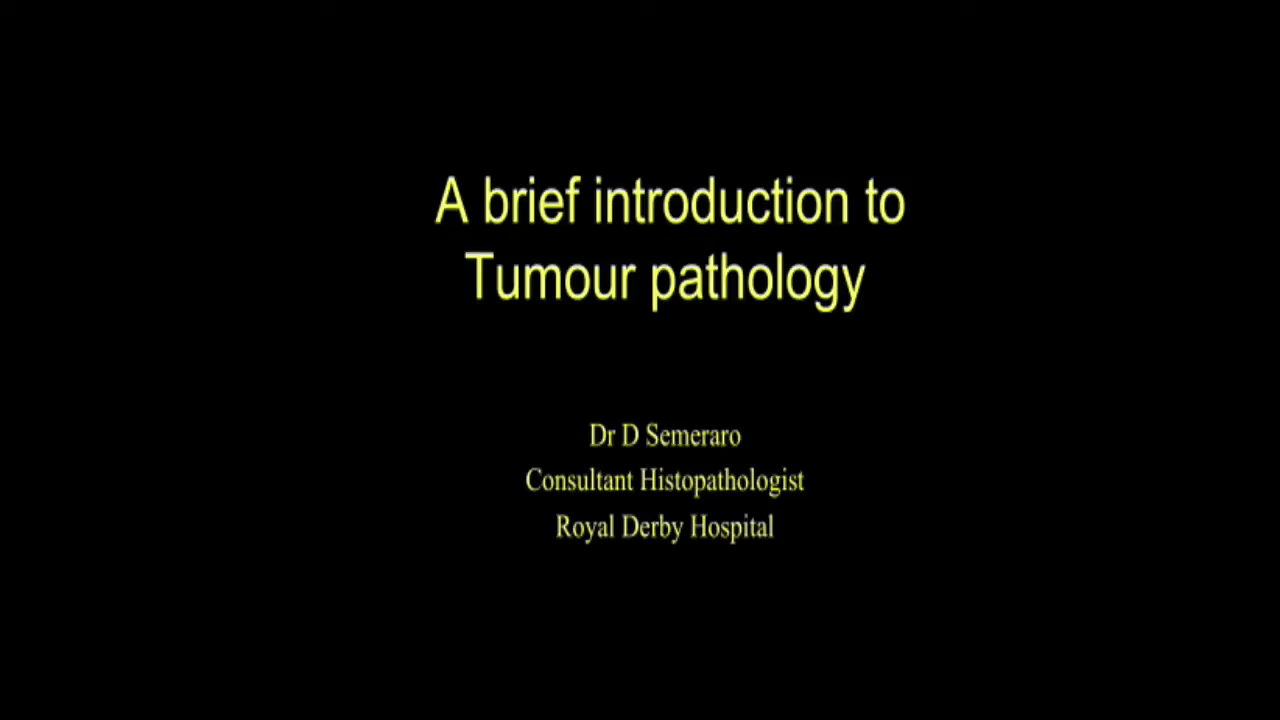 A brief introduction to
Tumour pathology
Dr D Semeraro
Consultant Histopathologist
Royal Derby Hospital